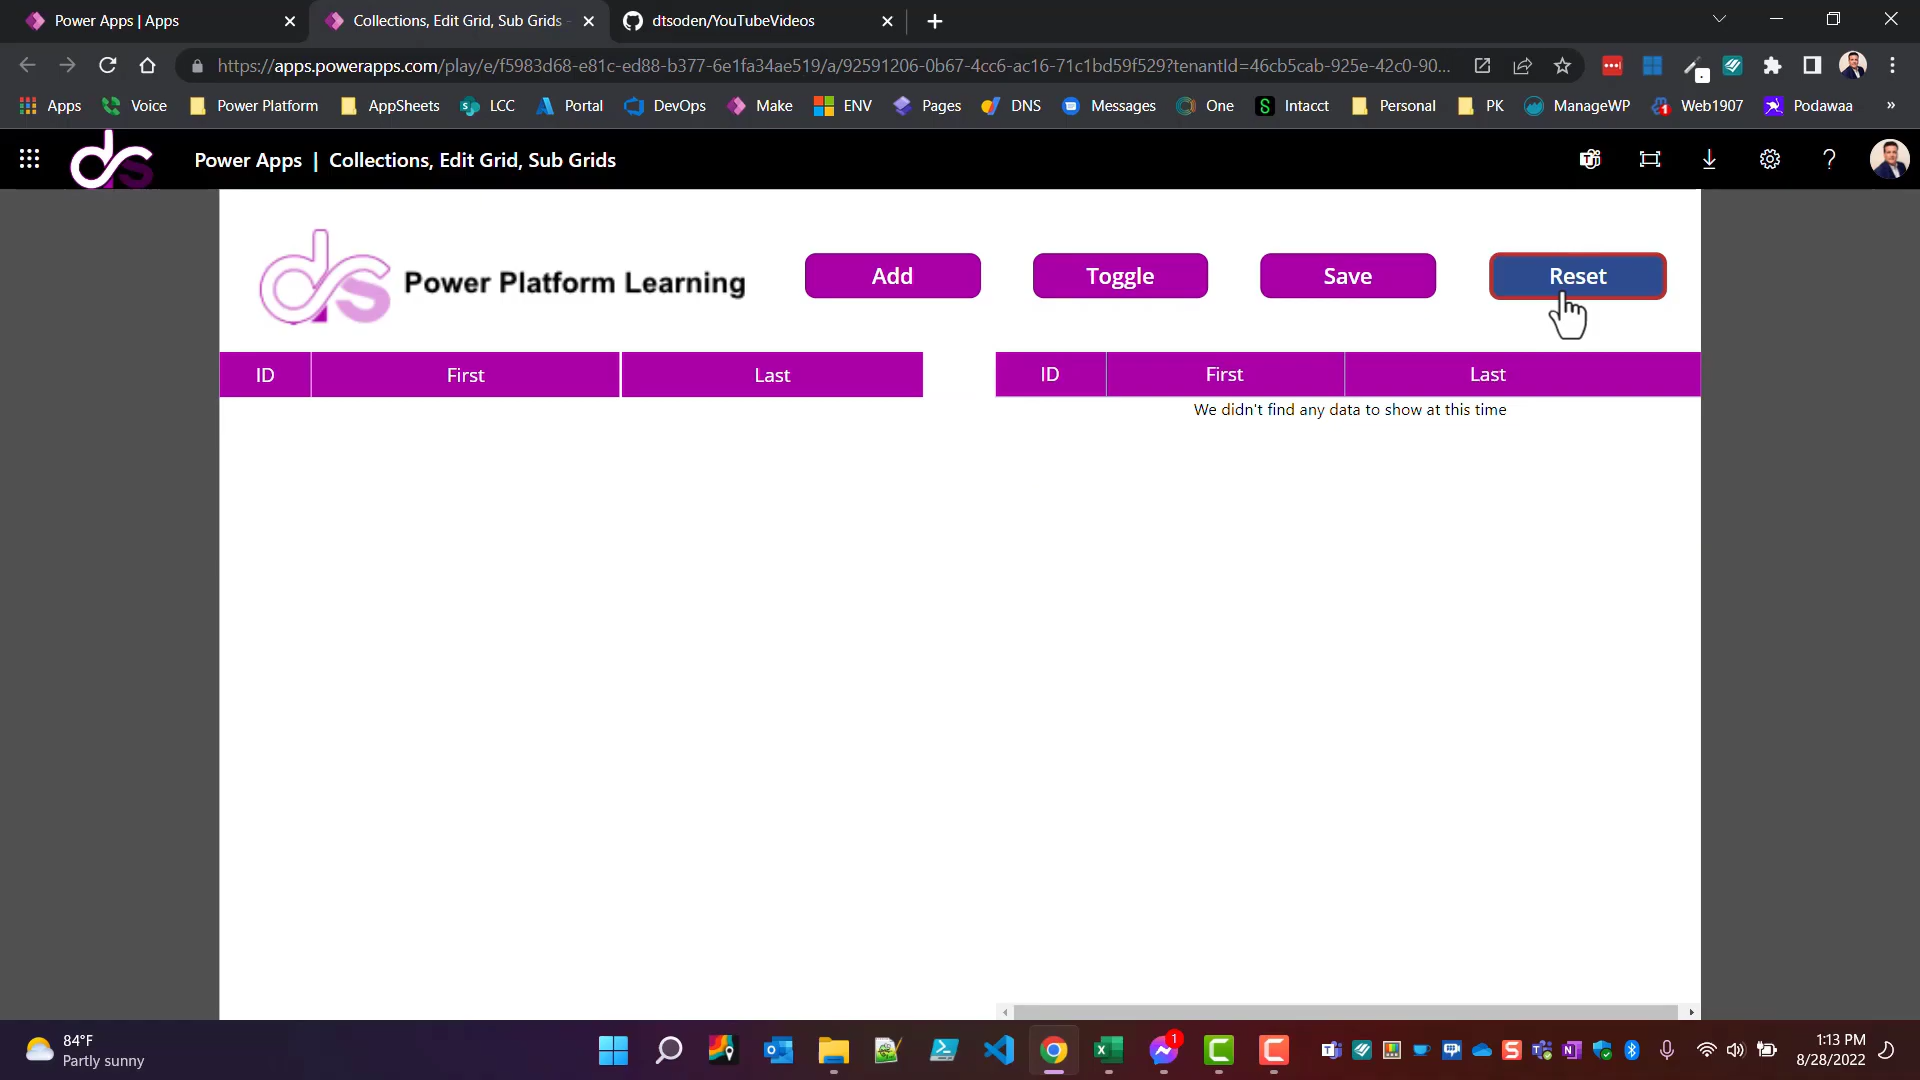 Power Apps | Apps
Collections, Edit Grid, Sub Grids
dtsoden/YouTubeVideos
https://apps.powerapps.com/play/e/f5983d68-e81c-ed88-b377-6e1fa34ae519/a/92591206-0b67-4cc6-ac16-71c1bd59f529?tenantId=46cb5cab-925e-42c0-90...
Apps Voice Power Platform AppSheets LCC Portal DevOps Make ENV Pages DNS Messages One Intacct Personal PK ManageWP Web1907 Podawaa »
ds Power Apps | Collections, Edit Grid, Sub Grids
ds Power Platform Learning
Add Toggle Save Reset
ID First Last
ID First Last
We didn't find any data to show at this time
84°F
Partly sunny
1
1:13 PM
8/28/2022